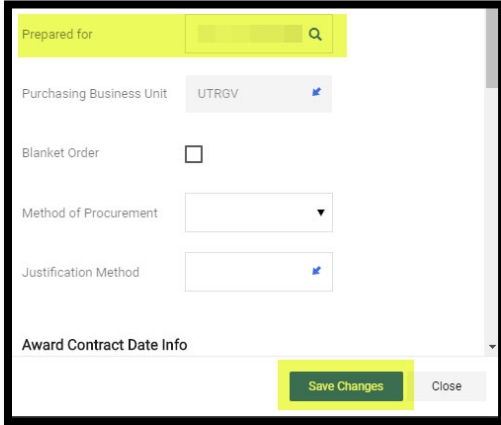 Prepared for
Purchasing Business Unit UTRGV
Blanket Order
Method of Procurement
Justification Method
Award Contract Date Info
Save Changes Close